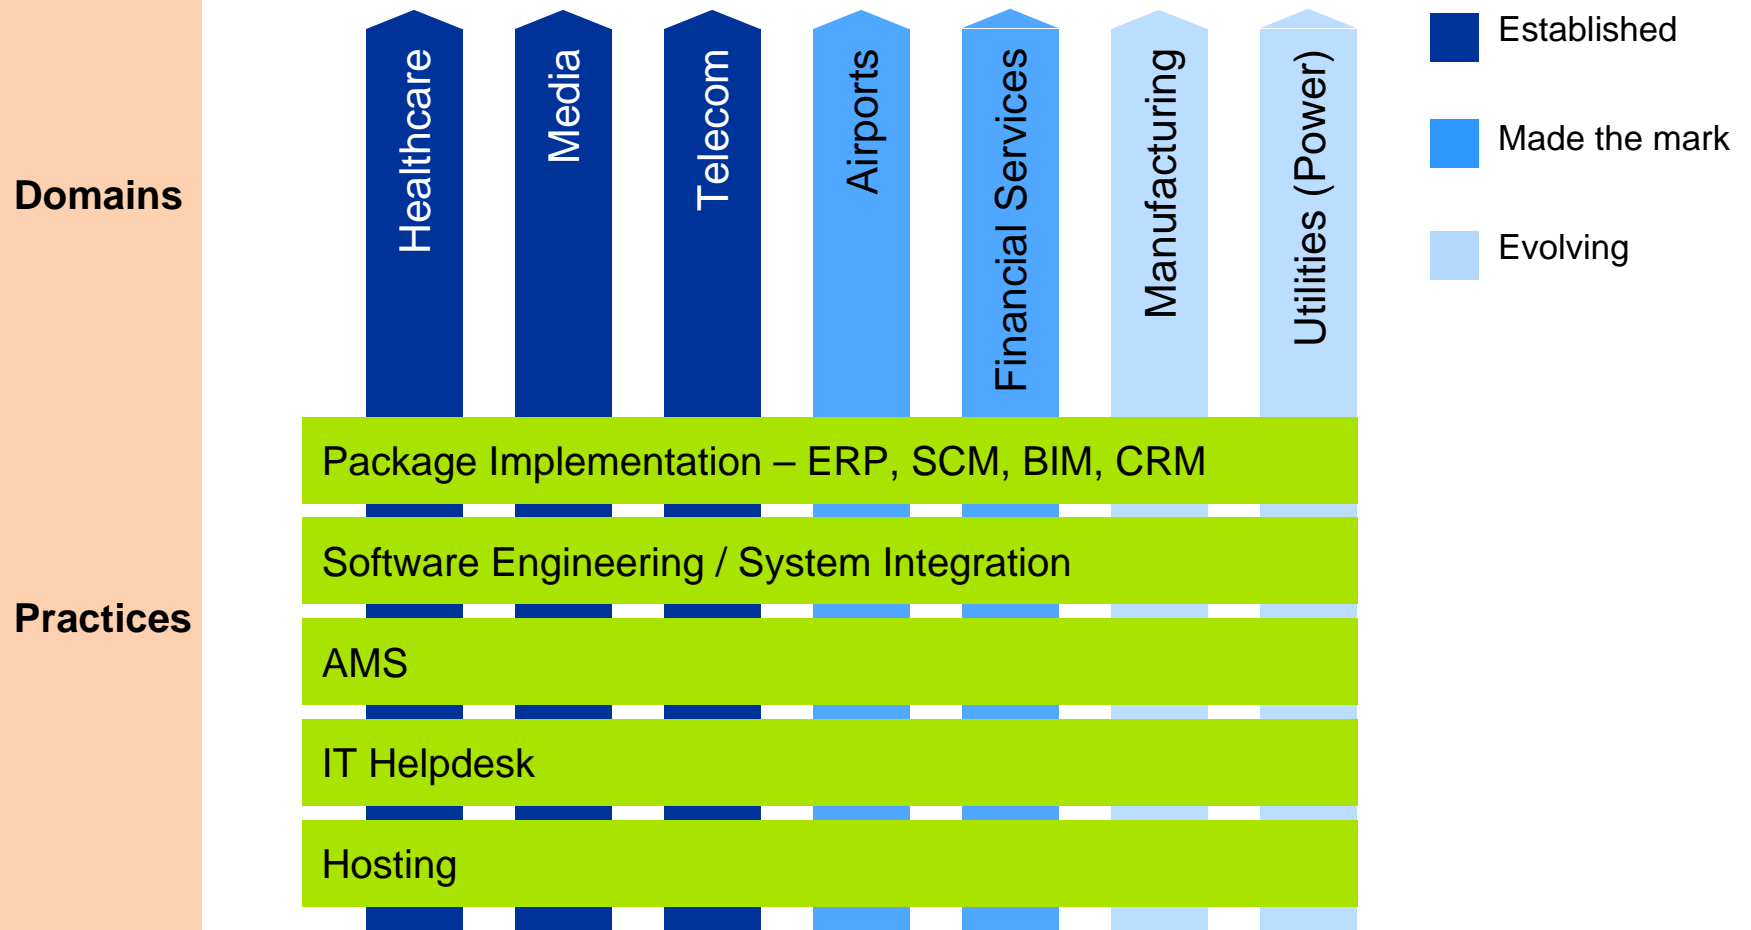 Domains
Healthcare
Media
Telecom
Airports
Financial Services
Manufacturing
Utilities (Power)
Established
Made the mark
Evolving
Practices
Package Implementation – ERP, SCM, BIM, CRM
Software Engineering / System Integration
AMS
IT Helpdesk
Hosting